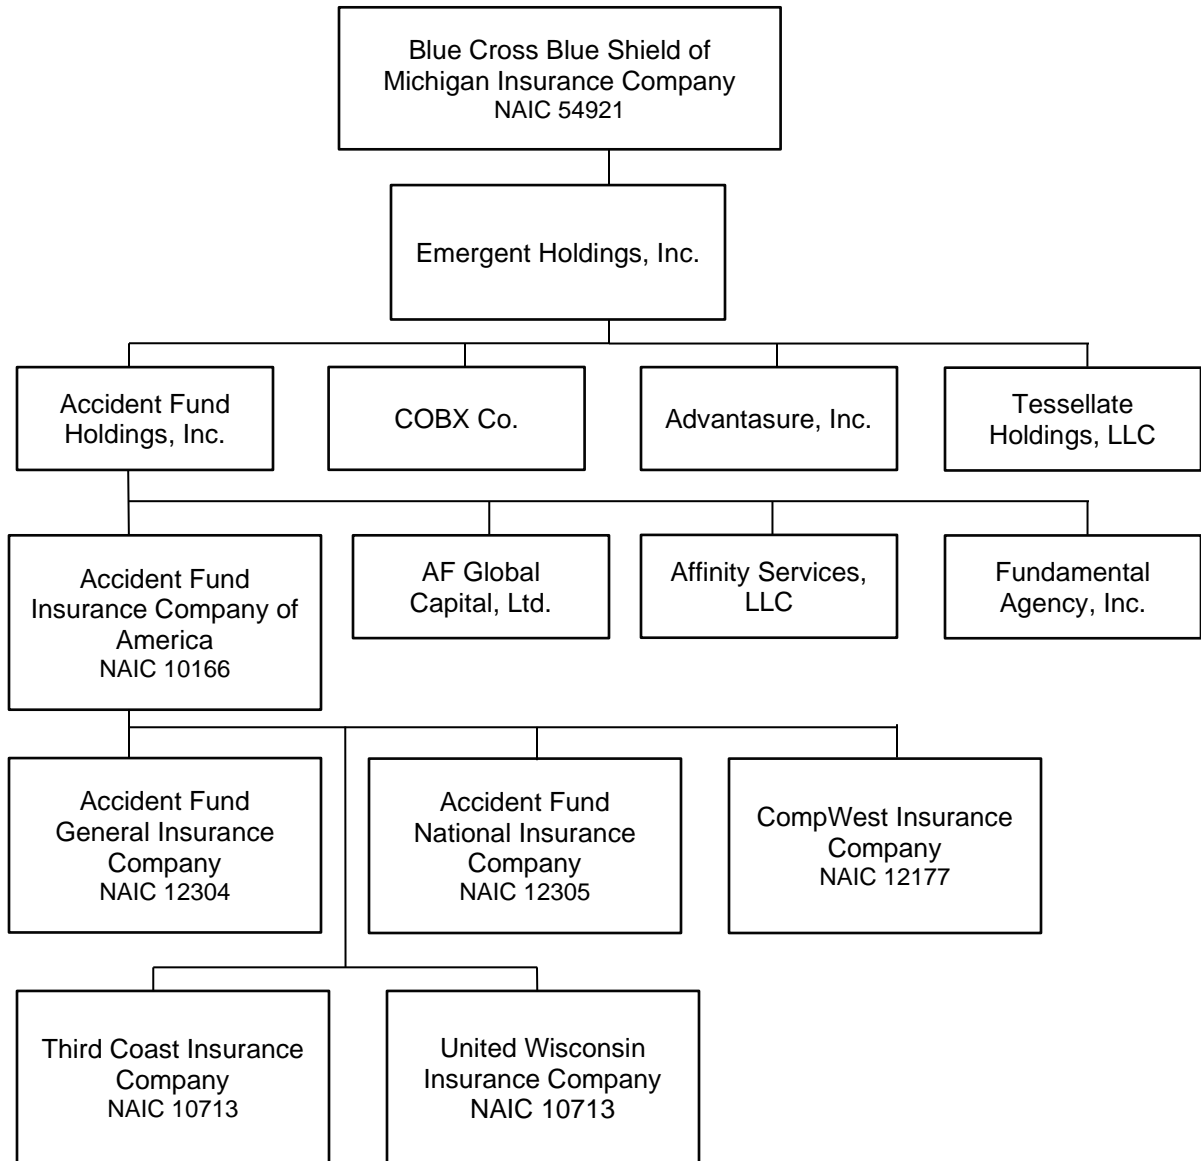 Blue Cross Blue Shield of
Michigan Insurance Company
NAIC 54921
Emergent Holdings, Inc.
Accident Fund
Holdings, Inc.
COBX Co.
Advantasure, Inc.
Tessellate
Holdings, LLC
Accident Fund
Insurance Company of
America
NAIC 10166
AF Global
Capital, Ltd.
Affinity Services,
LLC
Fundamental
Agency, Inc.
Accident Fund
General Insurance
Company
NAIC 12304
Accident Fund
National Insurance
Company
NAIC 12305
CompWest Insurance
Company
NAIC 12177
Third Coast Insurance
Company
NAIC 10713
United Wisconsin
Insurance Company
NAIC 10713